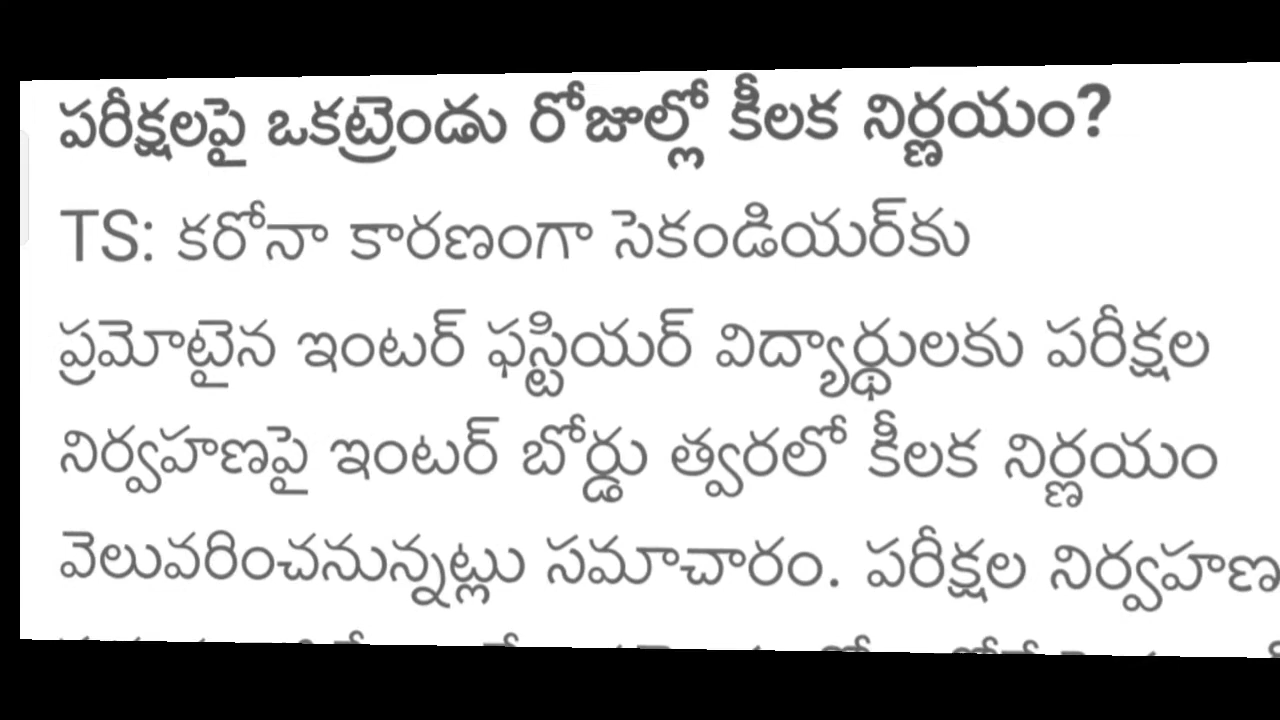 పరీక్షలపై ఒకట్రెండు రోజుల్లో కీలక నిర్ణయం?
TS: కరోనా కారణంగా సెకండియర్‌కు
ప్రమోటైన ఇంటర్ ఫస్టియర్ విద్యార్థులకు పరీక్షల
నిర్వహణపై ఇంటర్ బోర్డు త్వరలో కీలక నిర్ణయం
వెలువరించనున్నట్లు సమాచారం. పరీక్షల నిర్వహణ